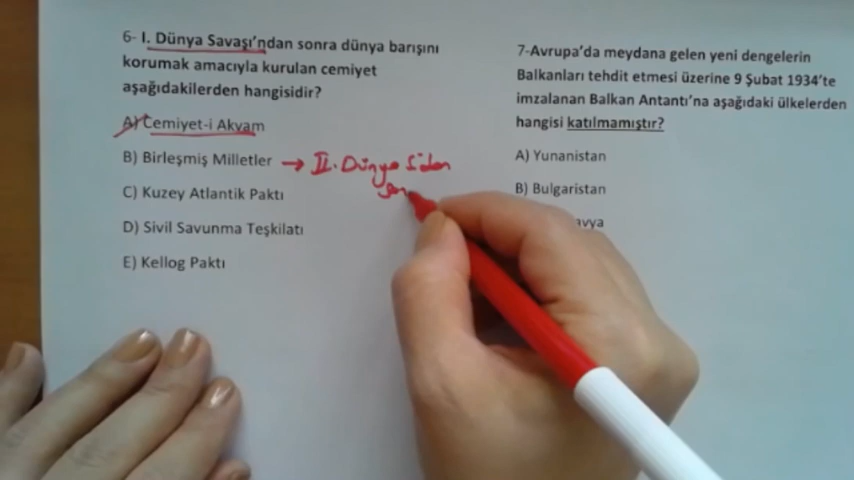 6- I. Dünya Savaşı'ndan sonra dünya barışını
korumak amacıyla kurulan cemiyet
aşağıdakilerden hangisidir?
A) Cemiyet-i Akvam
B) Birleşmiş Milletler → II. Dünya S.'dan
C) Kuzey Atlantik Paktı
D) Sivil Savunma Teşkilatı
E) Kellog Paktı
7-Avrupa'da meydana gelen yeni dengelerin
Balkanları tehdit etmesi üzerine 9 Şubat 1934'te
imzalanan Balkan Antantı'na aşağıdaki ülkelerden
hangisi katılmamıştır?
A) Yunanistan
B) Bulgaristan